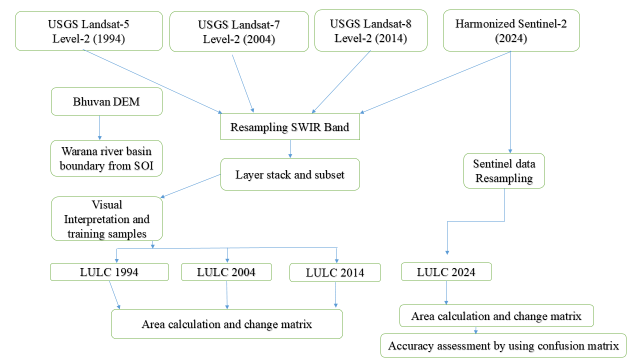 USGS Landsat-5
Level-2 (1994)
USGS Landsat-7
Level-2 (2004)
USGS Landsat-8
Level-2 (2014)
Harmonized Sentinel-2
(2024)
Bhuvan DEM
Resampling SWIR Band
Warana river basin
boundary from SOI
Layer stack and subset
Sentinel data
Resampling
Visual
Interpretation and
training samples
LULC 1994
LULC 2004
LULC 2014
LULC 2024
Area calculation and change matrix
Area calculation and change matrix
Accuracy assessment by using confusion matrix